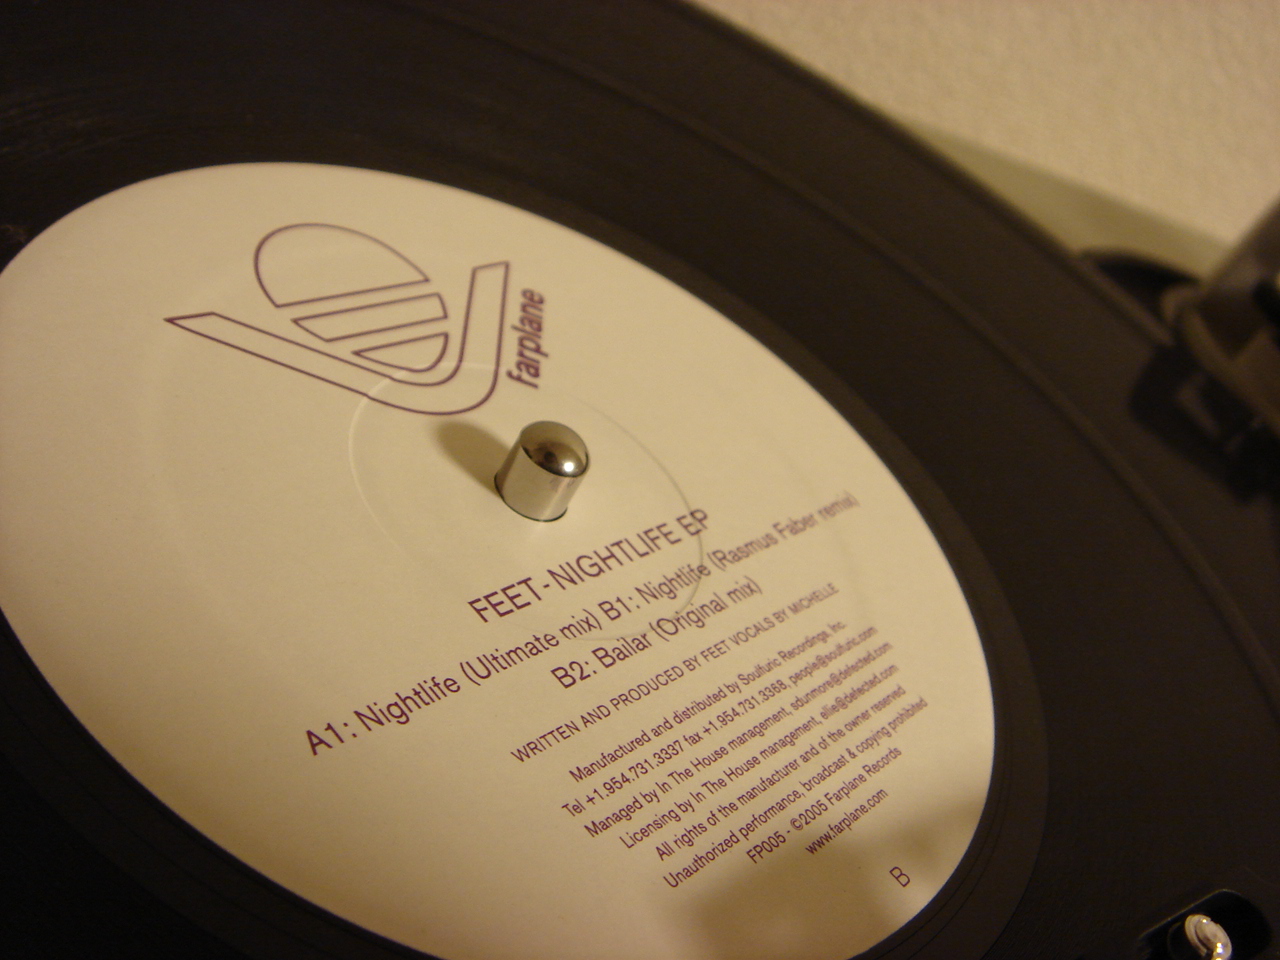 farplane
FEET - NIGHTLIFE EP
A1: Nightlife (Ultimate mix) B1: Nightlife (Rasmus Faber remix)
B2: Bailar (Original mix)
WRITTEN AND PRODUCED BY FEET VOCALS BY MICHELLE
Manufactured and distributed by Soulfuric Recordings, Inc.
Tel +1.954.731.3337 fax +1.954.731.3368, people@soulfuric.com
Managed by In The House management, sdunmore@defected.com
Licensing by In The House management, ellie@defected.com
All rights of the manufacturer and of the owner reserved
Unauthorized performance, broadcast & copying prohibited
FP005 - ©2005 Farplane Records
www.farplane.com
B